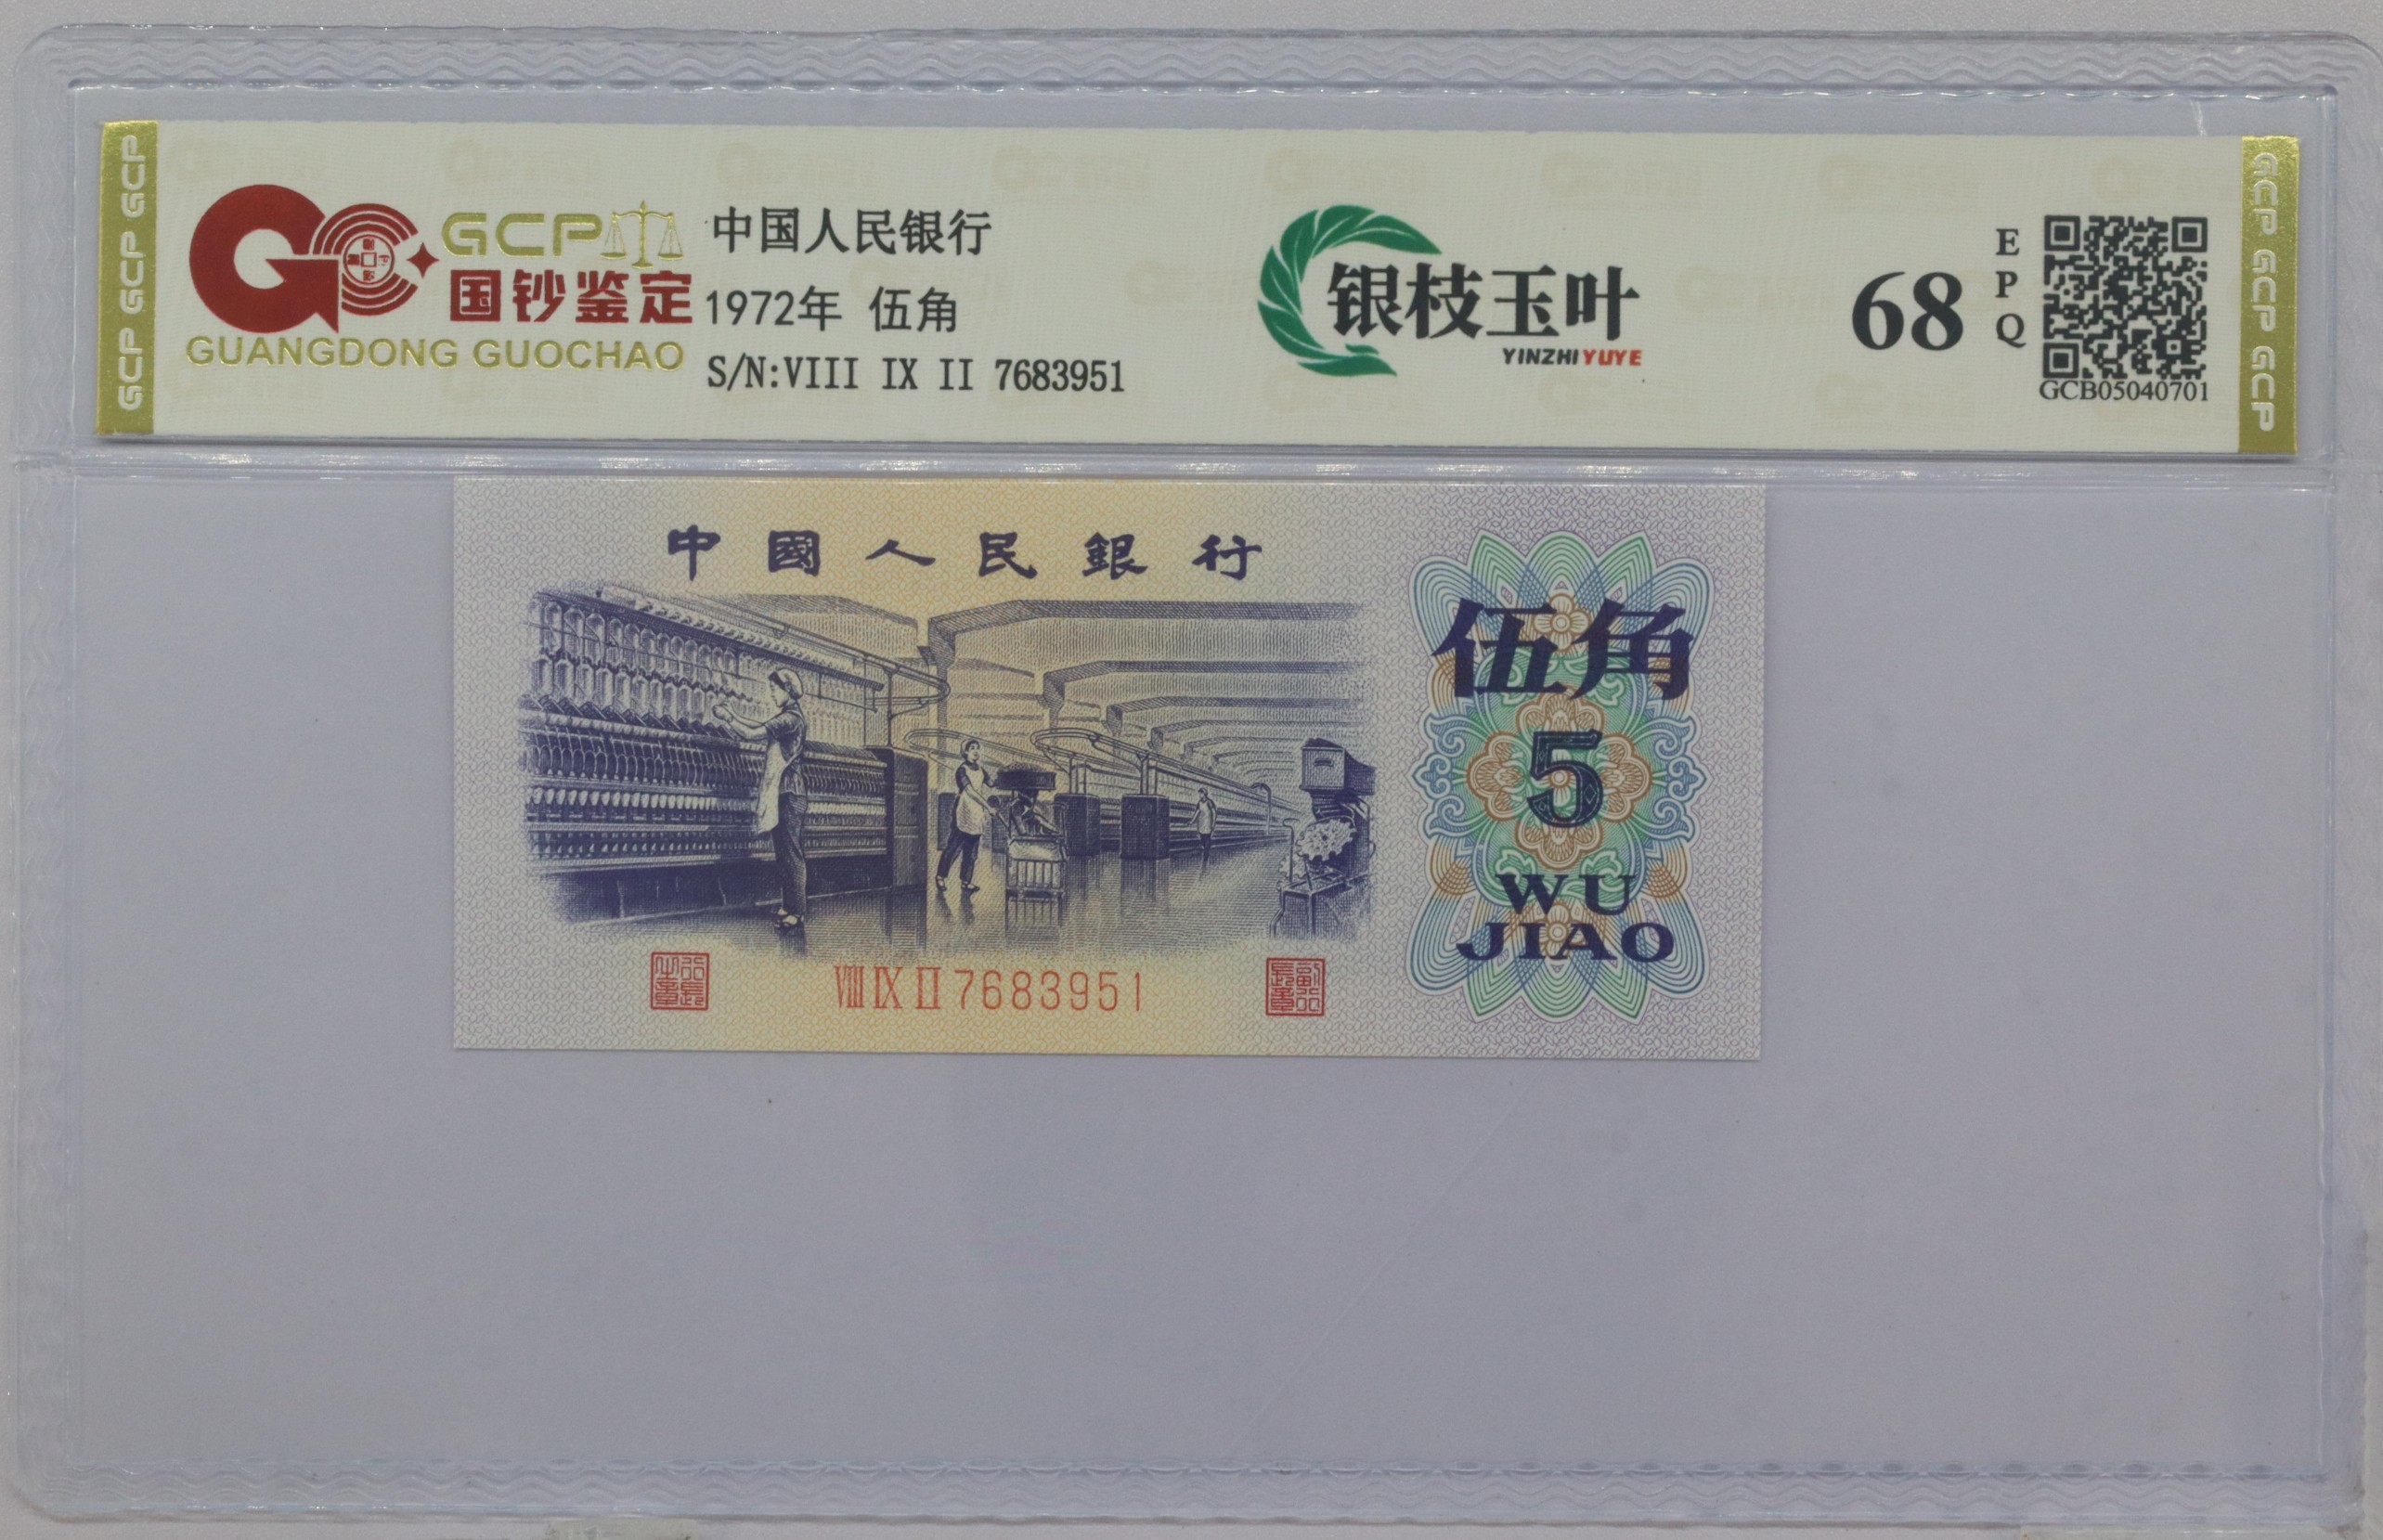 GCP GCP GCP
GCP
国钞鉴定
GUANGDONG GUOCHAO
中国人民银行
1972年 伍角
S/N:VIII IX II 7683951
银枝玉叶
YINZHIYUYE
68
EPQ
GCB05040701
GCP GCP GCP
中國人民銀行
伍角
5
WU
JIAO
VIII IX II 7683951